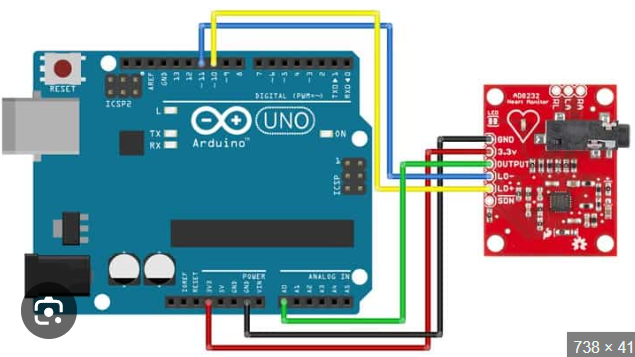 RESET
ICSP2
AREF
GND
13
12
~11
~10
~9
8
7
~6
~5
4
~3
2
TX0▶1
RX0◀0
DIGITAL (PWM~)
L
TX
RX
UNO
Arduino™
ON
ICSP
POWER
ANALOG IN
IOREF
RESET
3V3
5V
GND
GND
VIN
A0
A1
A2
A3
A4
A5
AD8232
Heart Monitor
RL
LA
RA
GND
3.3v
OUTPUT
LO-
LO+
SDN
738 × 41